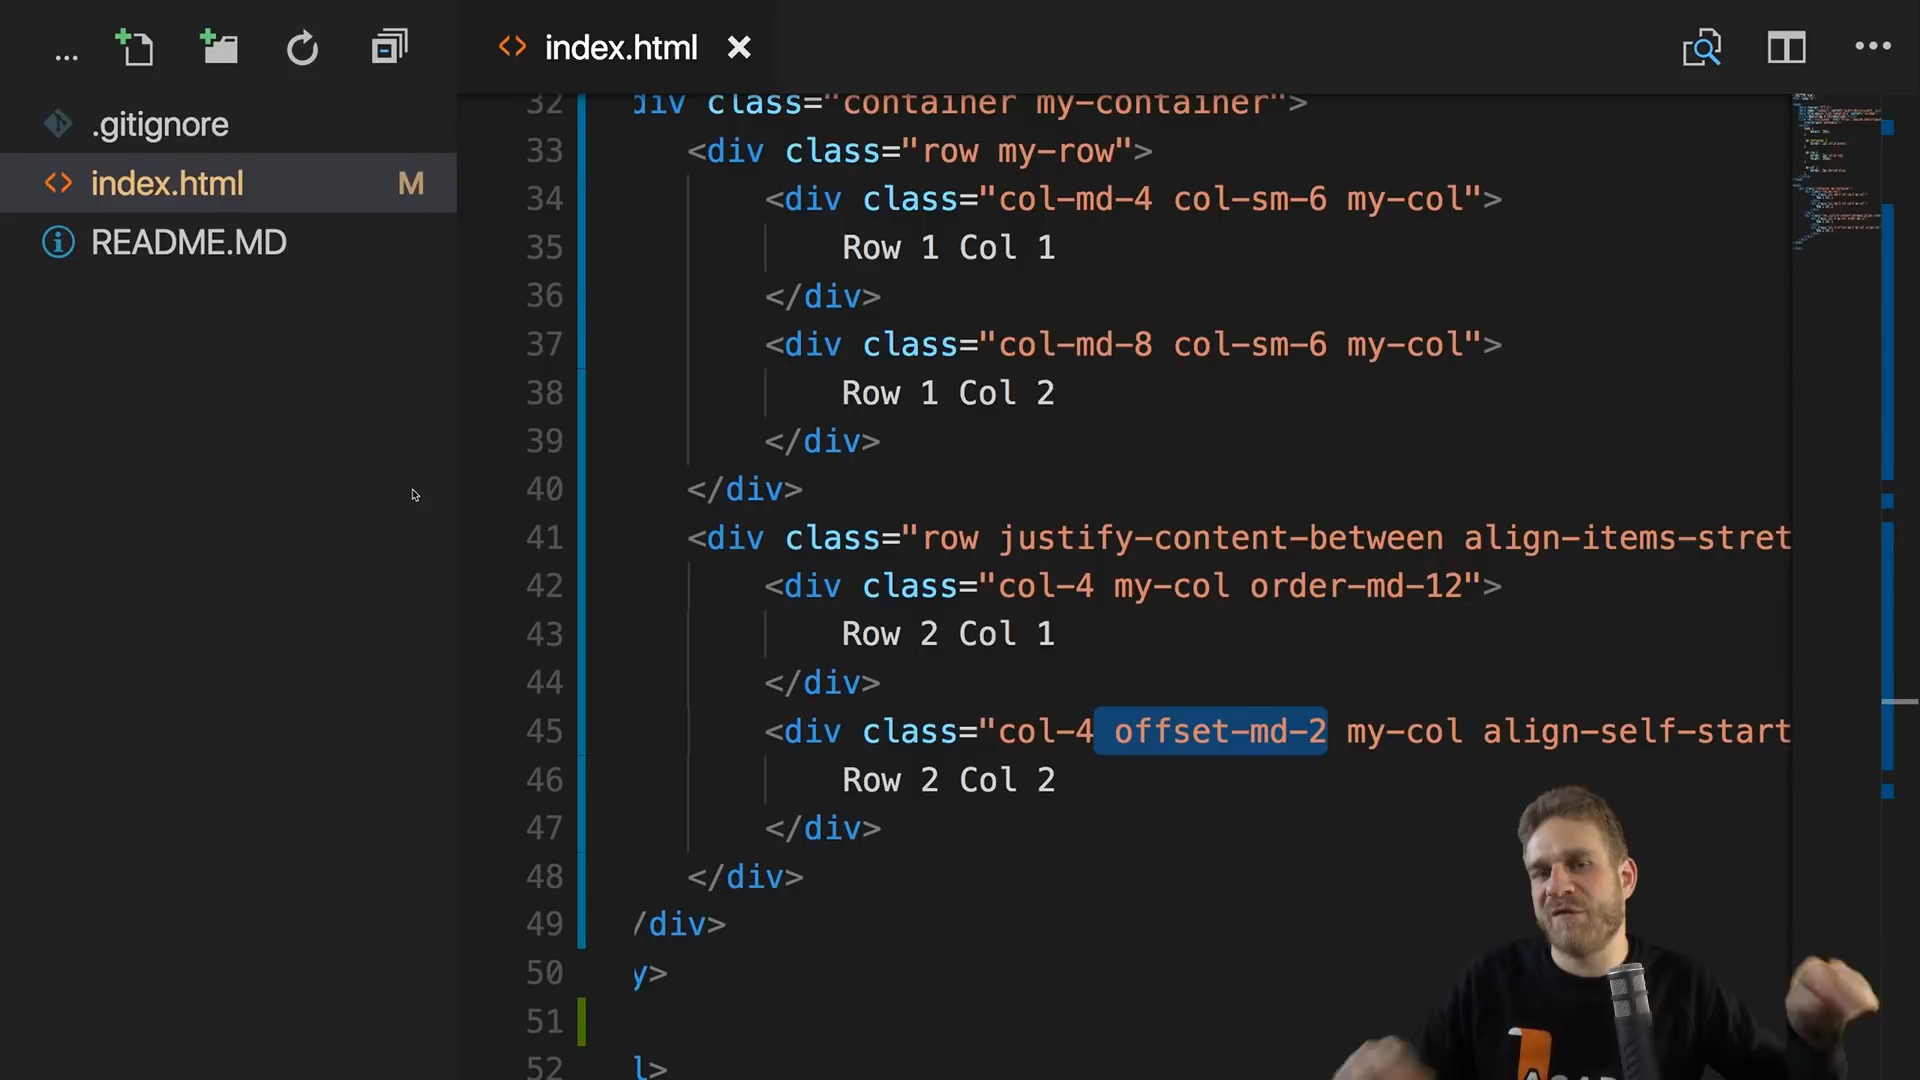 index.html
.gitignore
index.html M
README.MD
32 div class="container my-container">
33 <div class="row my-row">
34 <div class="col-md-4 col-sm-6 my-col">
35 Row 1 Col 1
36 </div>
37 <div class="col-md-8 col-sm-6 my-col">
38 Row 1 Col 2
39 </div>
40 </div>
41 <div class="row justify-content-between align-items-stret
42 <div class="col-4 my-col order-md-12">
43 Row 2 Col 1
44 </div>
45 <div class="col-4 offset-md-2 my-col align-self-start
46 Row 2 Col 2
47 </div>
48 </div>
49 /div>
50 y>
51
52 l>